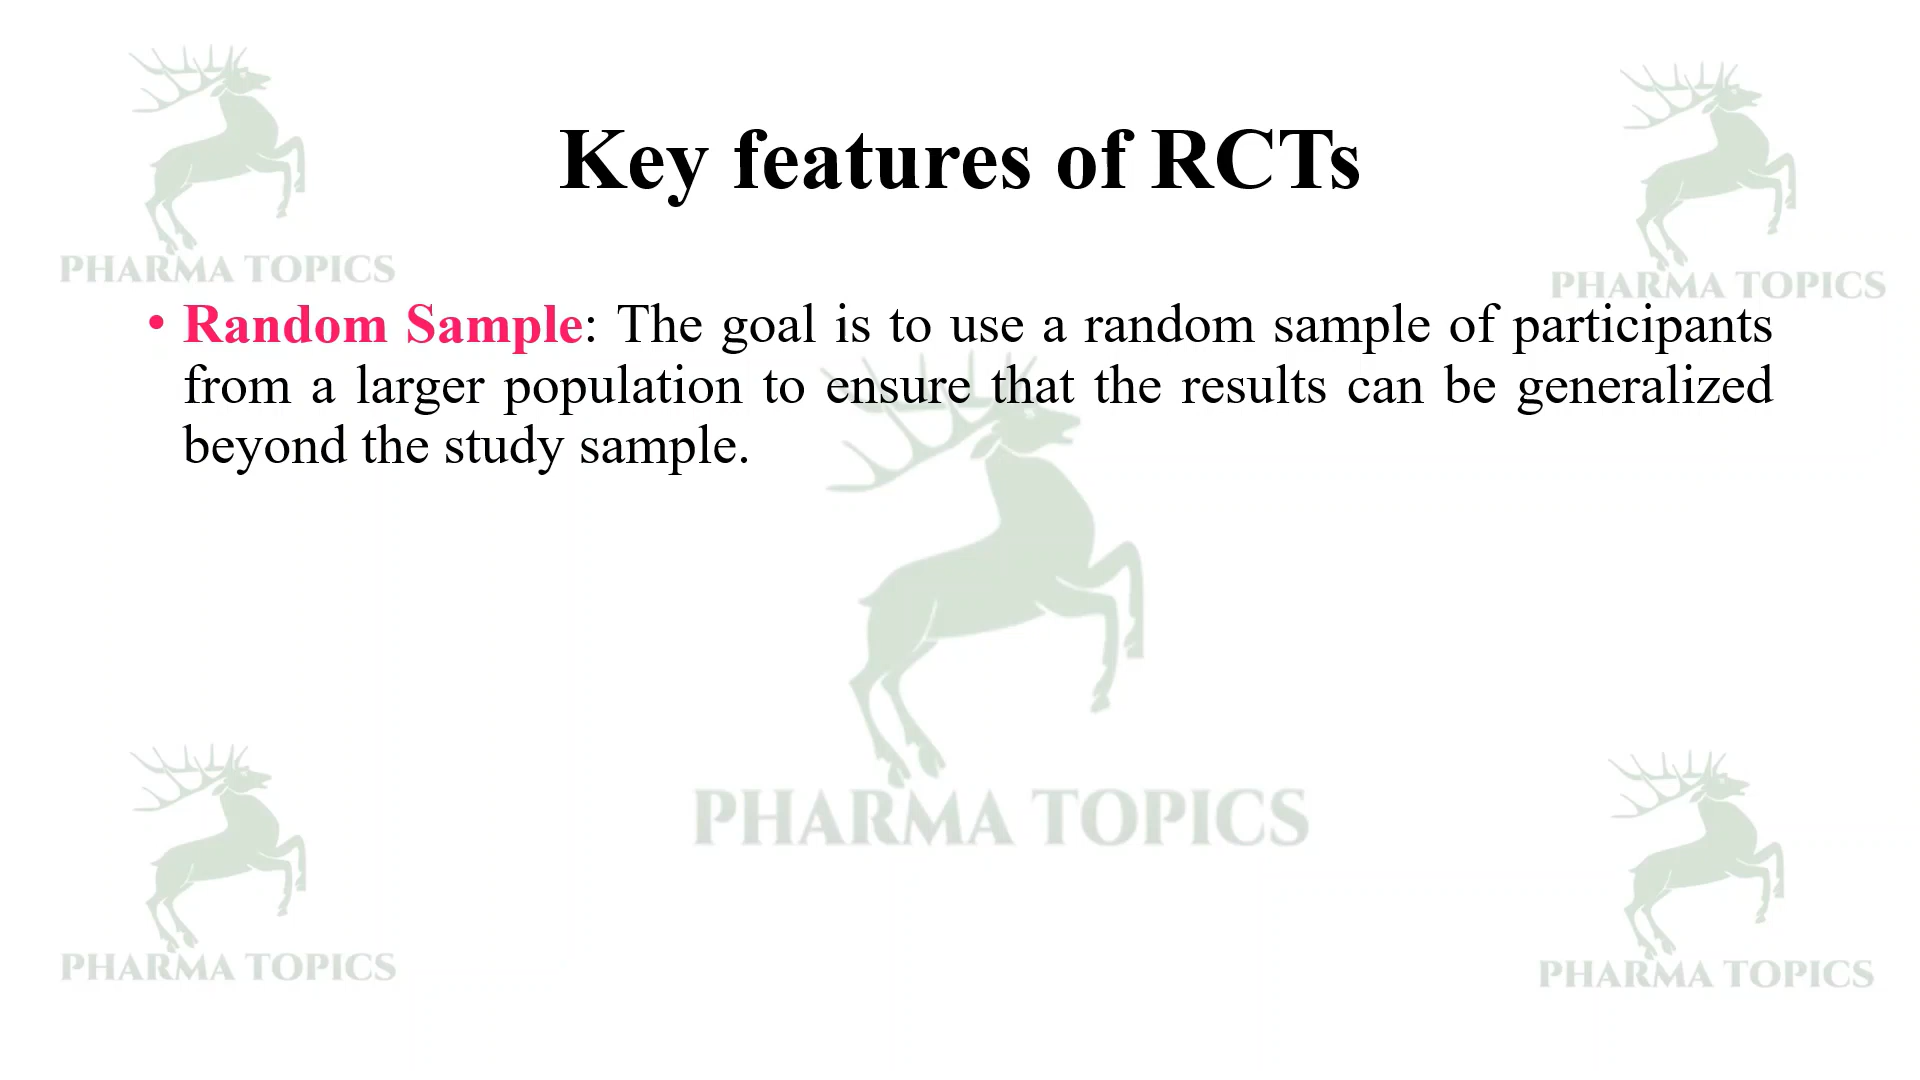 Key features of RCTs
PHARMA TOPICS
PHARMA TOPICS
• Random Sample: The goal is to use a random sample of participants
from a larger population to ensure that the results can be generalized
beyond the study sample.
PHARMA TOPICS
PHARMA TOPICS
PHARMA TOPICS